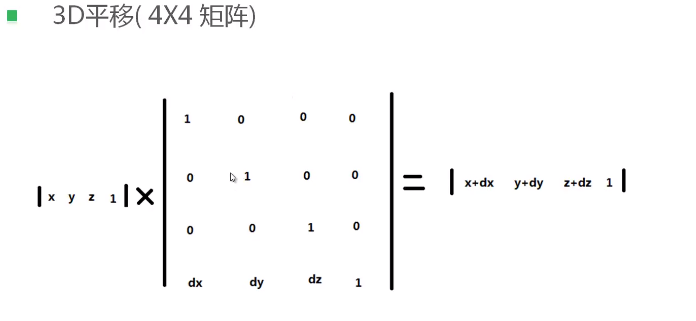 3D平移( 4X4 矩阵)
1 0 0 0
0 1 0 0
| x y z 1 | × = | x+dx y+dy z+dz 1 |
0 0 1 0
dx dy dz 1